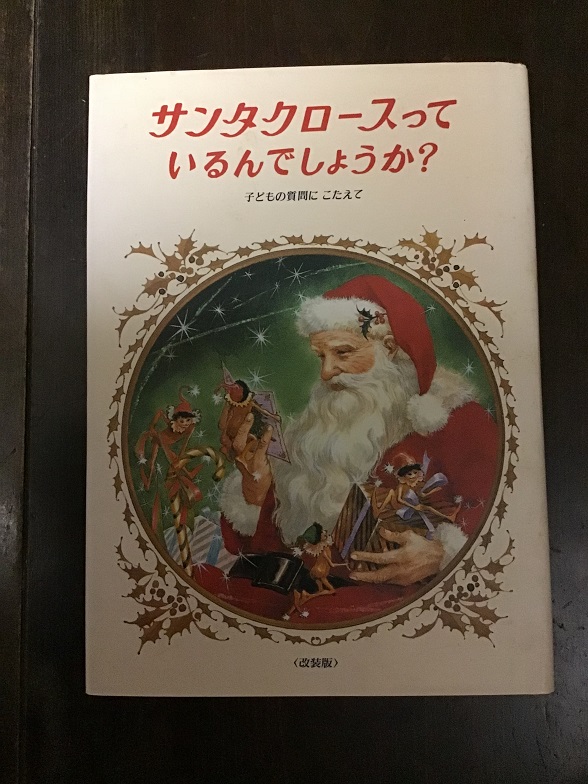 サンタクロースって
いるんでしょうか?
子どもの質問に こたえて
〈改装版〉